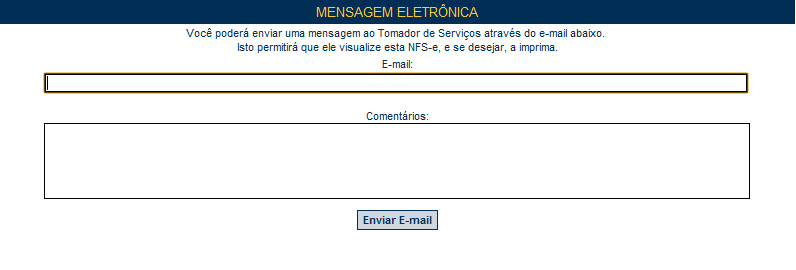 MENSAGEM ELETRÔNICA
Você poderá enviar uma mensagem ao Tomador de Serviços através do e-mail abaixo.
Isto permitirá que ele visualize esta NFS-e, e se desejar, a imprima.
E-mail:
Comentários:
Enviar E-mail